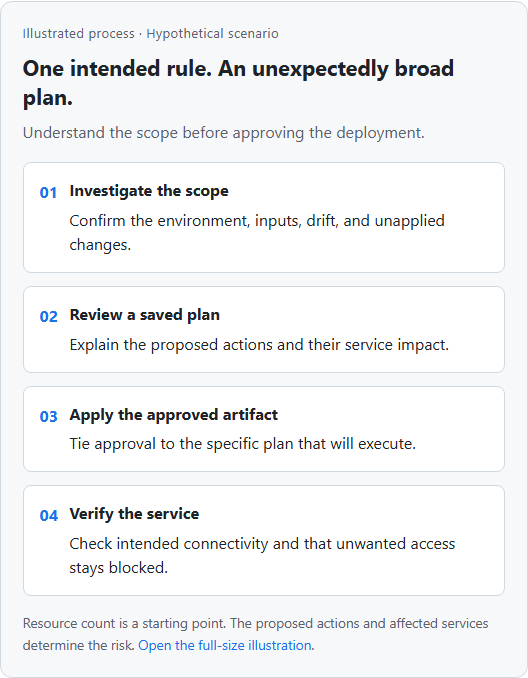 Illustrated process · Hypothetical scenario
One intended rule. An unexpectedly broad
plan.
Understand the scope before approving the deployment.
01 Investigate the scope
Confirm the environment, inputs, drift, and unapplied
changes.
02 Review a saved plan
Explain the proposed actions and their service impact.
03 Apply the approved artifact
Tie approval to the specific plan that will execute.
04 Verify the service
Check intended connectivity and that unwanted access
stays blocked.
Resource count is a starting point. The proposed actions and affected services
determine the risk. Open the full-size illustration.